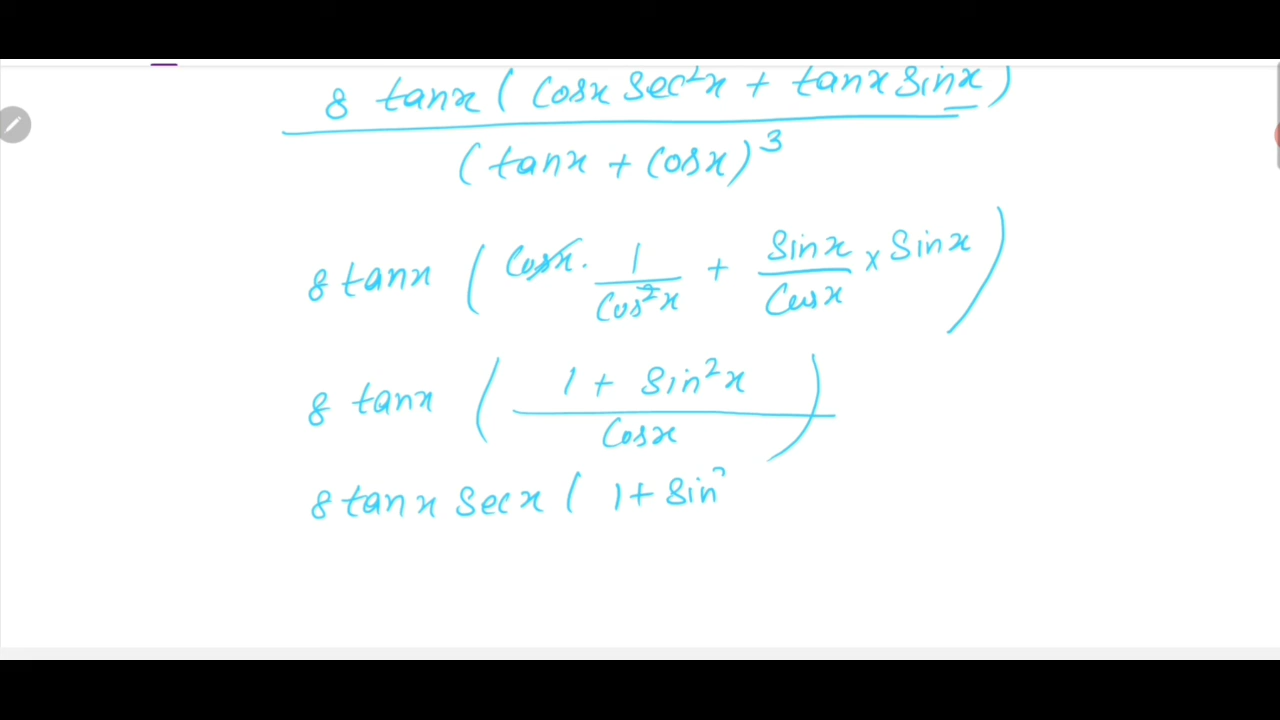 8 tanx ( Cosx Sec²x + tanx Sinx )
( tanx + Cosx )³
8 tanx ( Cosx . 1/Cos²x + Sinx/Cosx × Sinx )
8 tanx ( 1 + Sin²x / Cosx )
8 tanx Secx ( 1 + Sin²